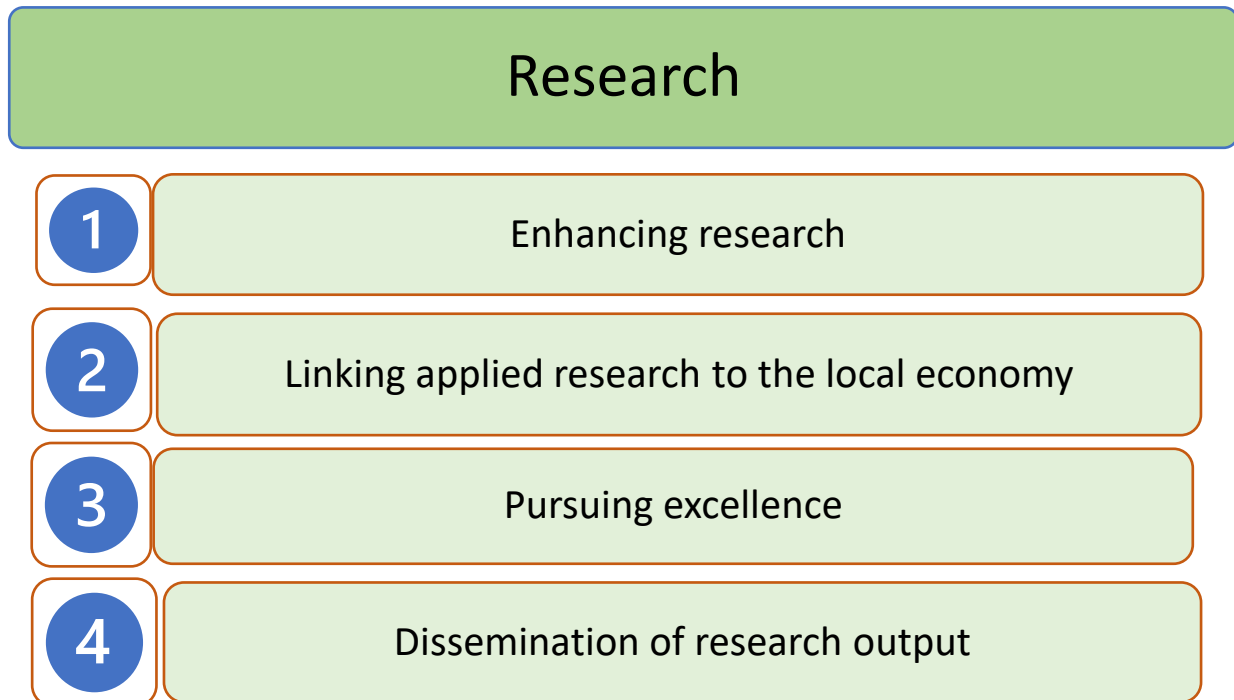 Research
1 Enhancing research
2 Linking applied research to the local economy
3 Pursuing excellence
4 Dissemination of research output